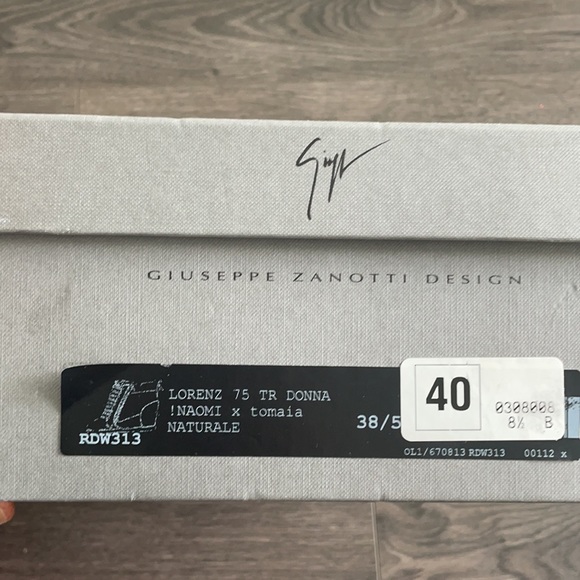 Giusep
GIUSEPPE ZANOTTI DESIGN
LORENZ 75 TR DONNA
!NAOMI x tomaia
NATURALE
RDW313
38/5
40
0308008
8½ B
OL1/670813 RDW313 00112 x